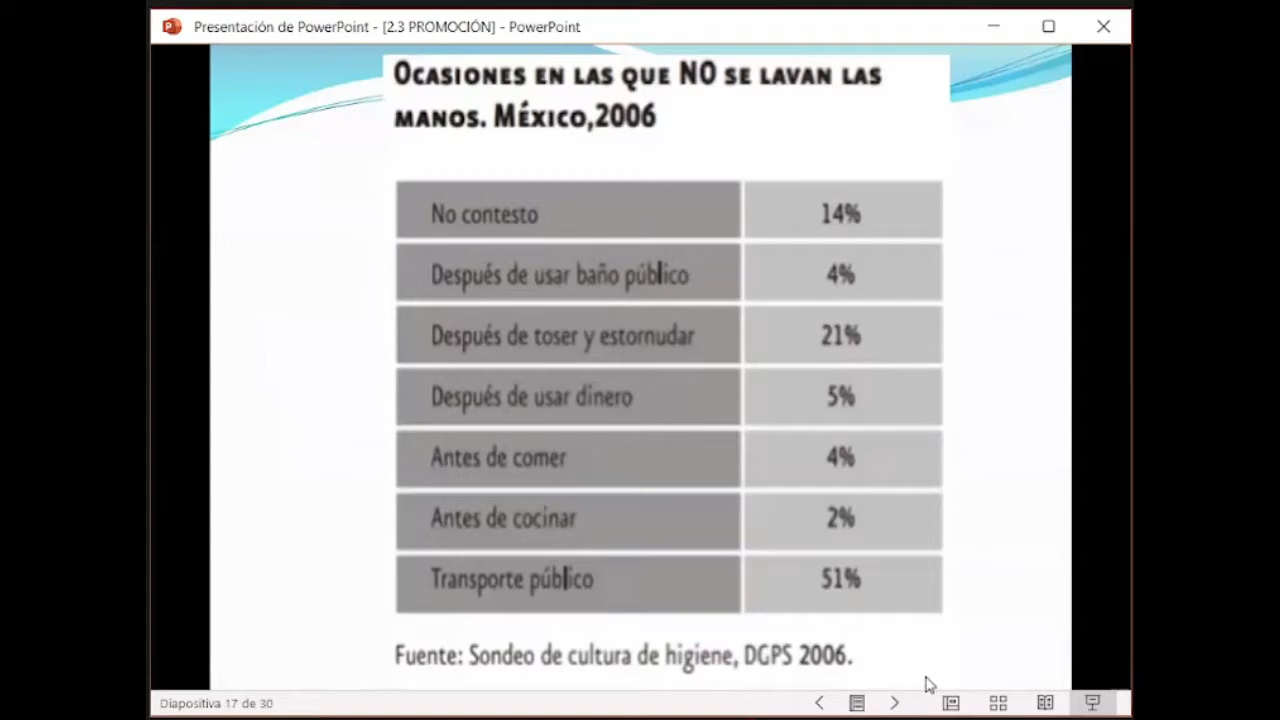 Presentación de PowerPoint - [2.3 PROMOCIÓN] - PowerPoint
OCASIONES EN LAS QUE NO SE LAVAN LAS
MANOS. MÉXICO,2006
No contesto 14%
Después de usar baño público 4%
Después de toser y estornudar 21%
Después de usar dinero 5%
Antes de comer 4%
Antes de cocinar 2%
Transporte público 51%
Fuente: Sondeo de cultura de higiene, DGPS 2006.
Diapositiva 17 de 30